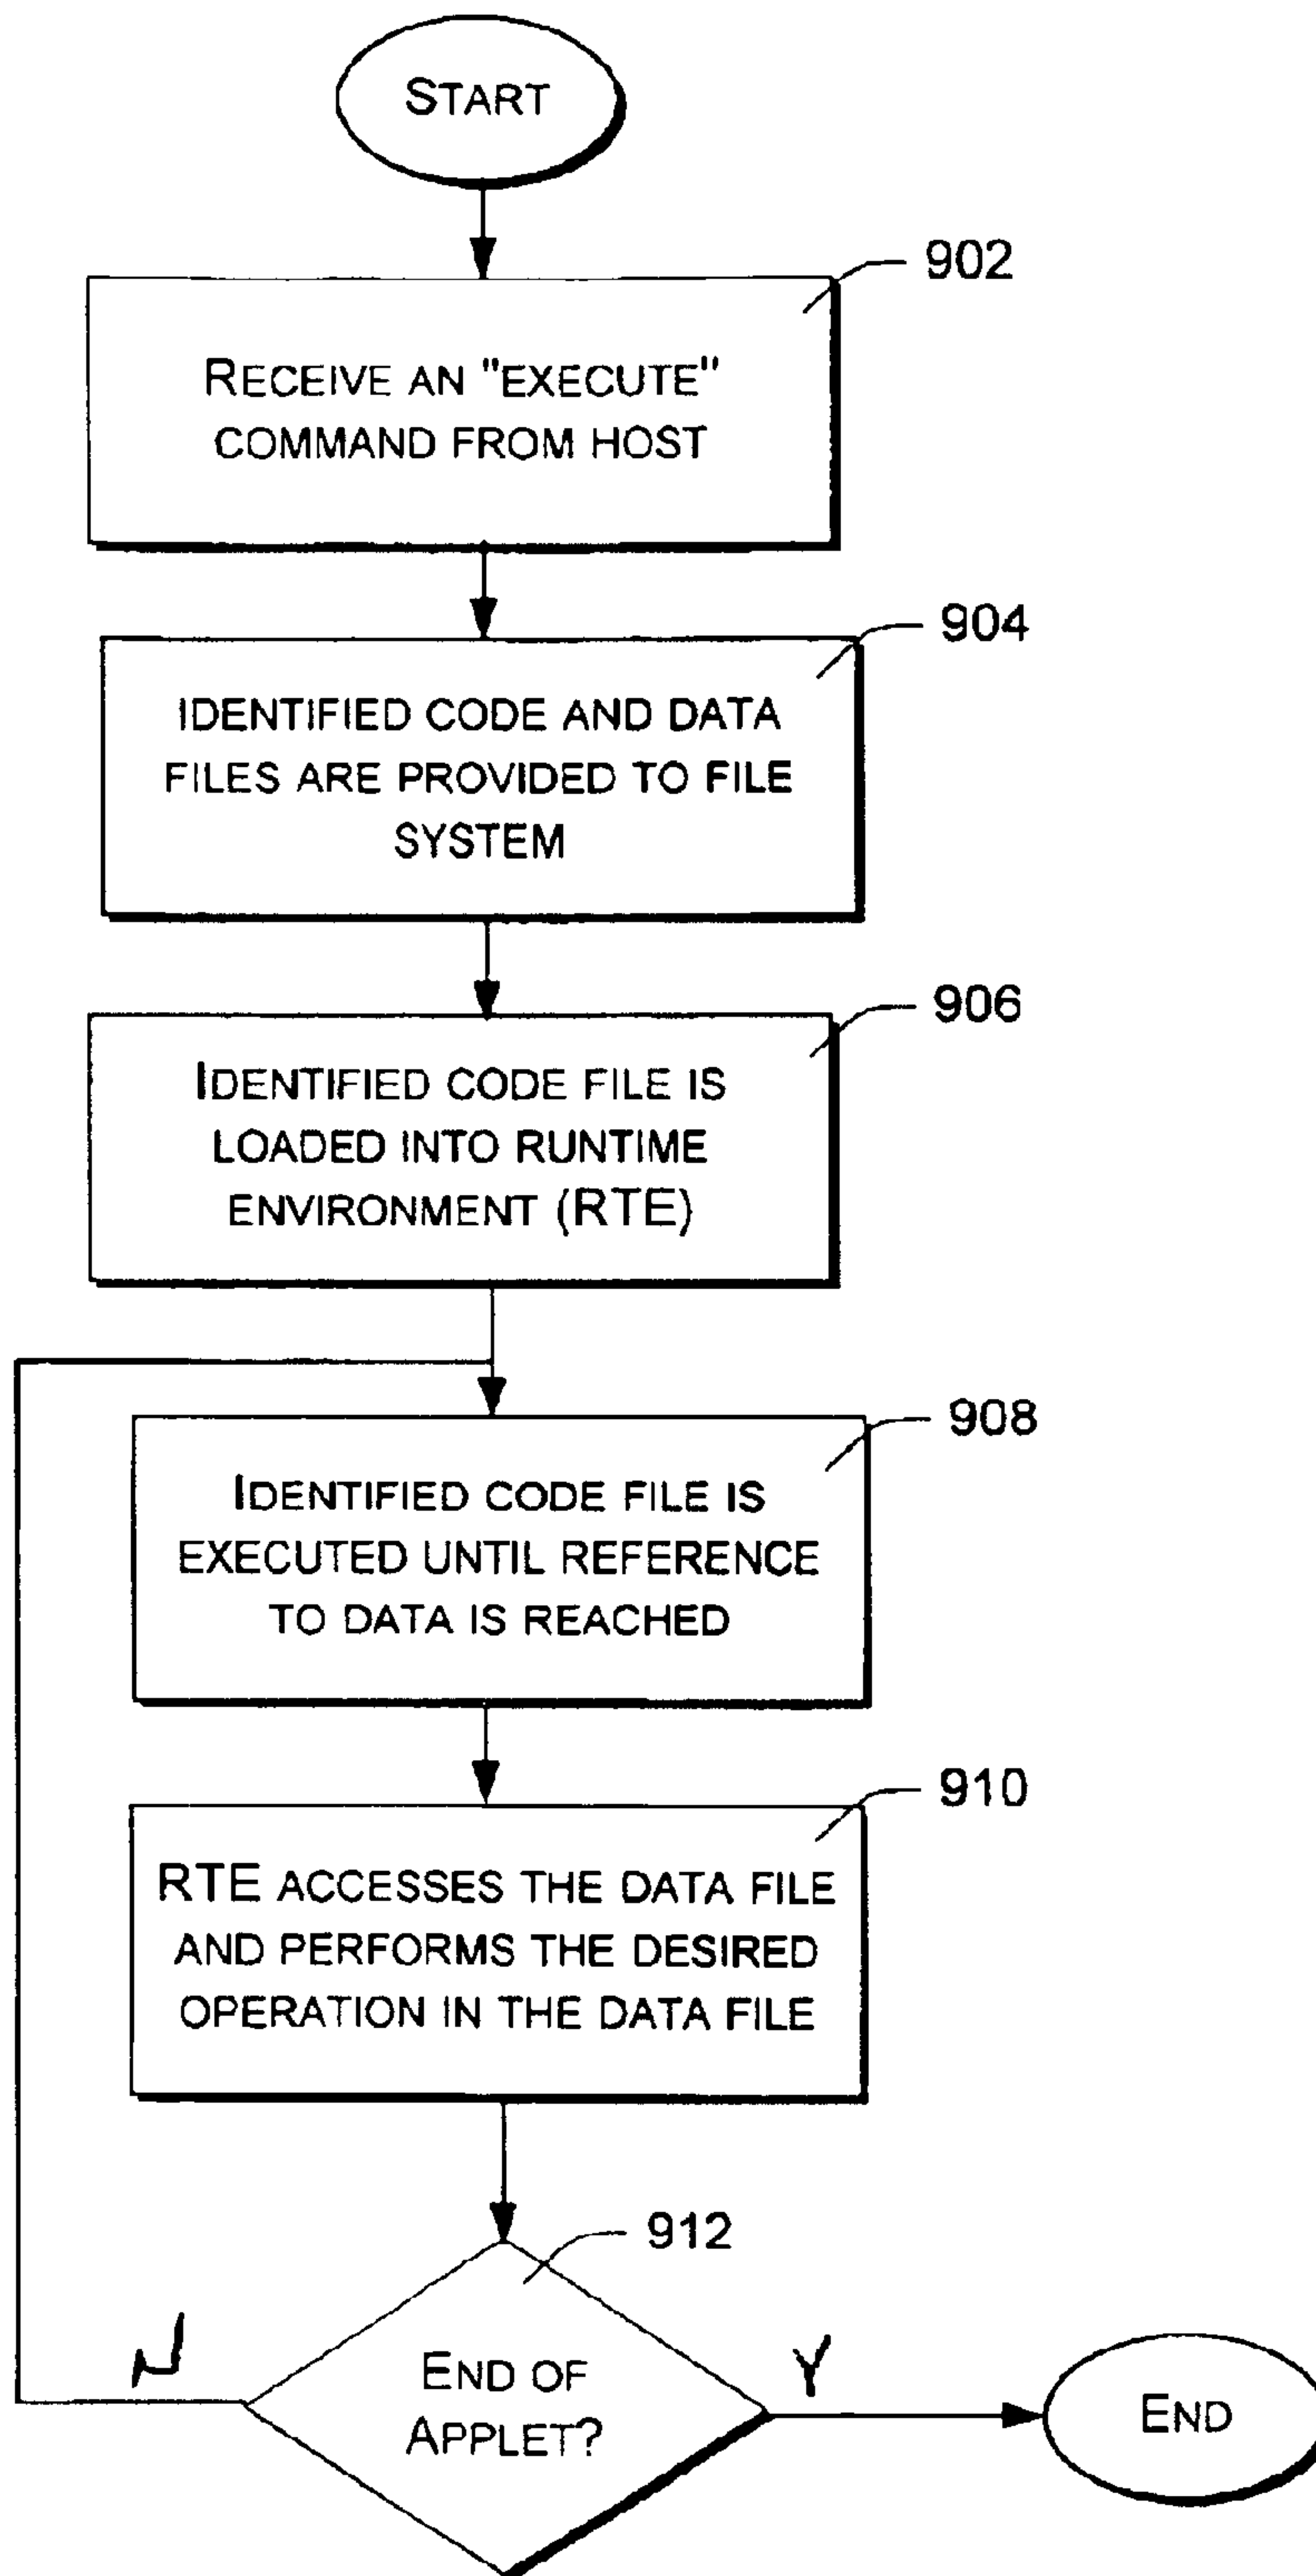 START
902
RECEIVE AN "EXECUTE"
COMMAND FROM HOST
904
IDENTIFIED CODE AND DATA
FILES ARE PROVIDED TO FILE
SYSTEM
906
IDENTIFIED CODE FILE IS
LOADED INTO RUNTIME
ENVIRONMENT (RTE)
908
IDENTIFIED CODE FILE IS
EXECUTED UNTIL REFERENCE
TO DATA IS REACHED
910
RTE ACCESSES THE DATA FILE
AND PERFORMS THE DESIRED
OPERATION IN THE DATA FILE
912
N
END OF
APPLET?
Y
END